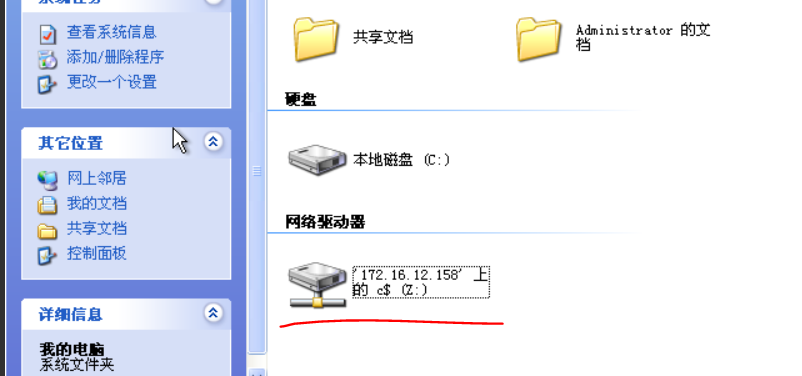 查看系统信息
添加/删除程序
更改一个设置
其它位置
网上邻居
我的文档
共享文档
控制面板
详细信息
我的电脑
系统文件夹
共享文档
Administrator 的文
档
硬盘
本地磁盘 (C:)
网络驱动器
'172.16.12.158' 上
的 c$ (Z:)